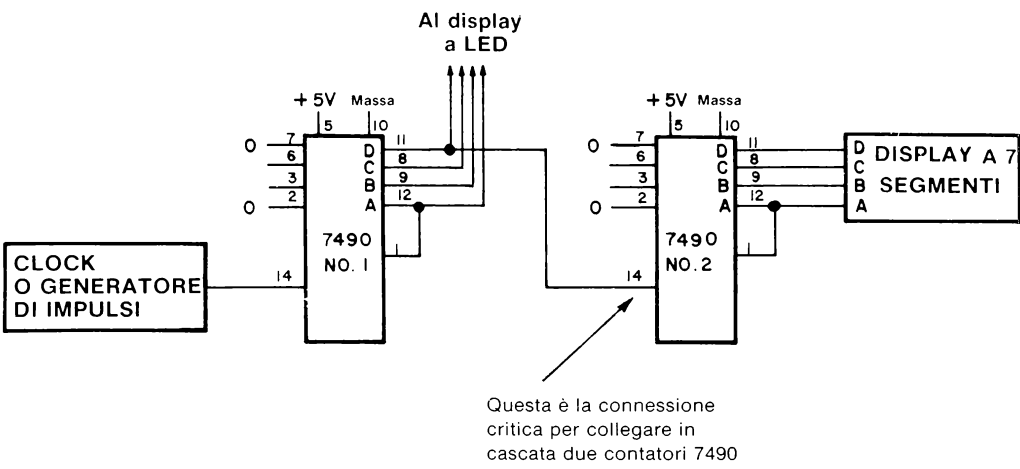 Al display
a LED
+ 5V Massa
5 10
0 7
6
3
0 2
14
D 11
C 8
B 9
A 12
1
7490
NO. 1
CLOCK
O GENERATORE
DI IMPULSI
+ 5V Massa
5 10
0 7
6
3
0 2
14
D 11
C 8
B 9
A 12
1
7490
NO. 2
D
C
B
A
DISPLAY A 7
SEGMENTI
Questa è la connessione
critica per collegare in
cascata due contatori 7490